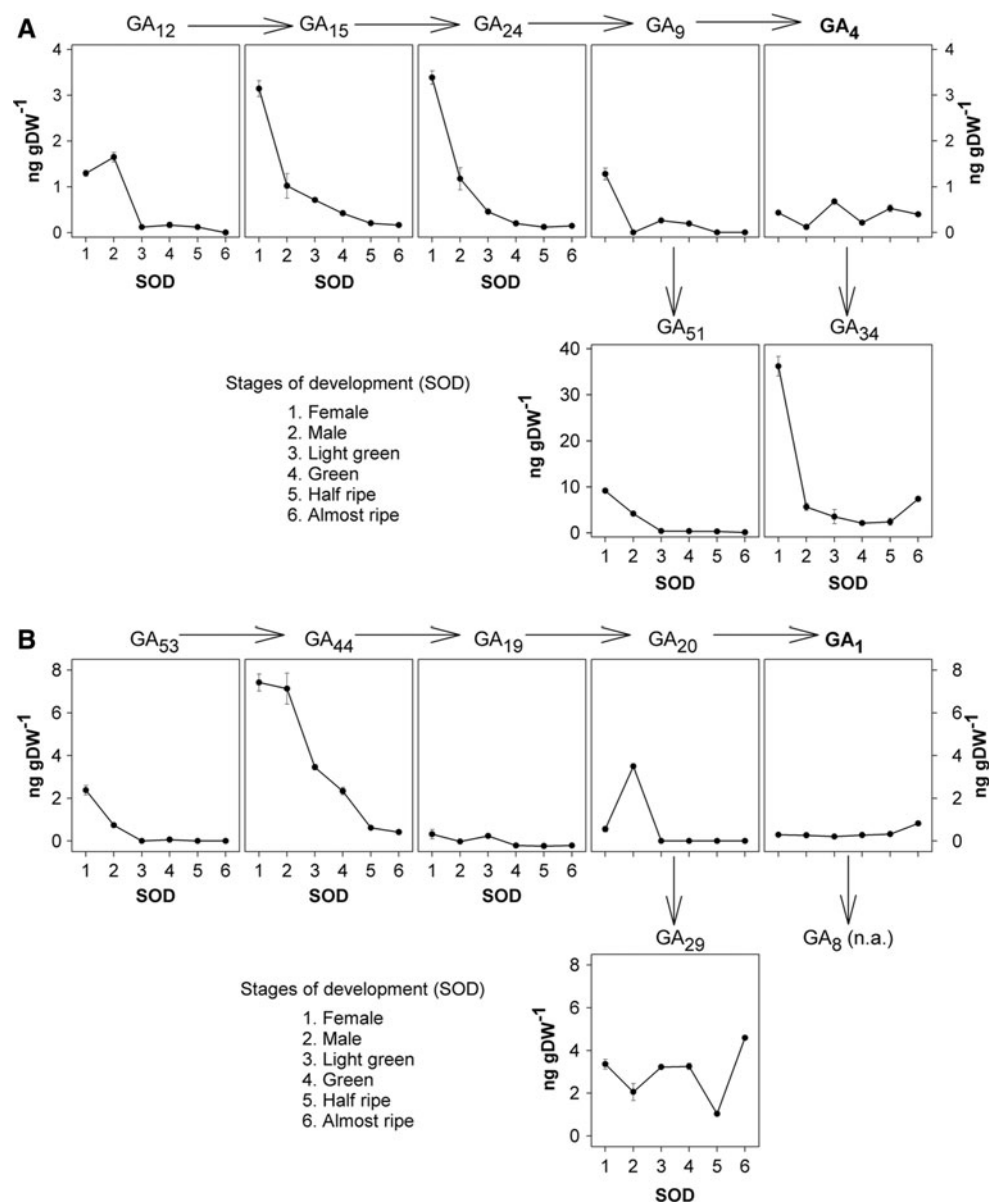 A GA12 GA15 GA24 GA9 GA4
4 4
3 3
2 2
1 1
0 0
ng gDW-1 ng gDW-1
1 2 3 4 5 6 1 2 3 4 5 6 1 2 3 4 5 6
SOD SOD SOD
GA51 GA34
Stages of development (SOD)
1. Female
2. Male
3. Light green
4. Green
5. Half ripe
6. Almost ripe
ng gDW-1
40
30
20
10
0
1 2 3 4 5 6 1 2 3 4 5 6
SOD SOD
B GA53 GA44 GA19 GA20 GA1
8 8
6 6
4 4
2 2
0 0
ng gDW-1 ng gDW-1
1 2 3 4 5 6 1 2 3 4 5 6 1 2 3 4 5 6
SOD SOD SOD
GA29 GA8 (n.a.)
Stages of development (SOD)
1. Female
2. Male
3. Light green
4. Green
5. Half ripe
6. Almost ripe
ng gDW-1
8
6
4
2
0
1 2 3 4 5 6
SOD